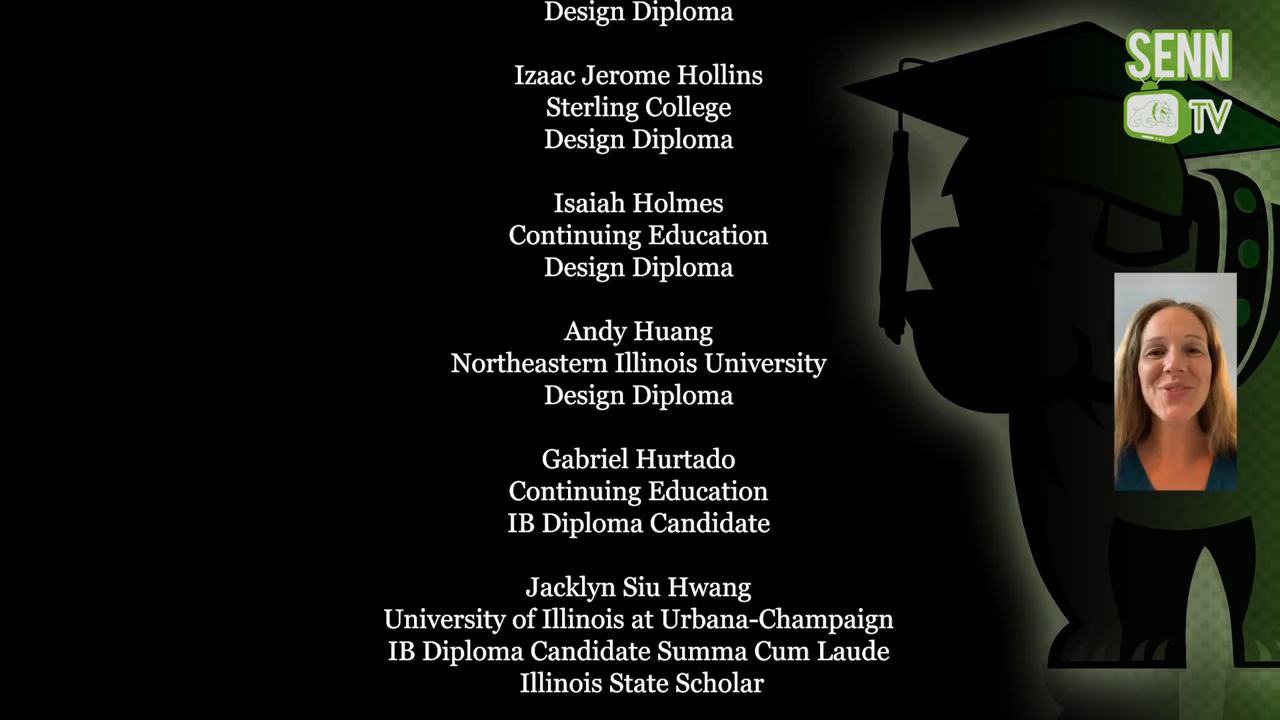 Design Diploma
Izaac Jerome Hollins
Sterling College
Design Diploma
Isaiah Holmes
Continuing Education
Design Diploma
Andy Huang
Northeastern Illinois University
Design Diploma
Gabriel Hurtado
Continuing Education
IB Diploma Candidate
Jacklyn Siu Hwang
University of Illinois at Urbana-Champaign
IB Diploma Candidate Summa Cum Laude
Illinois State Scholar
SENN
TV